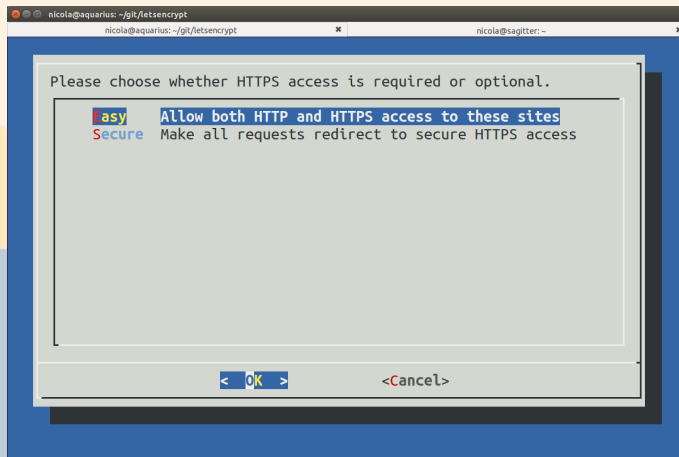 nicola@aquarius: ~/git/letsencrypt
nicola@aquarius: ~/git/letsencrypt
nicola@sagitter: ~
Please choose whether HTTPS access is required or optional.
Easy Allow both HTTP and HTTPS access to these sites
Secure Make all requests redirect to secure HTTPS access
< OK > <Cancel>